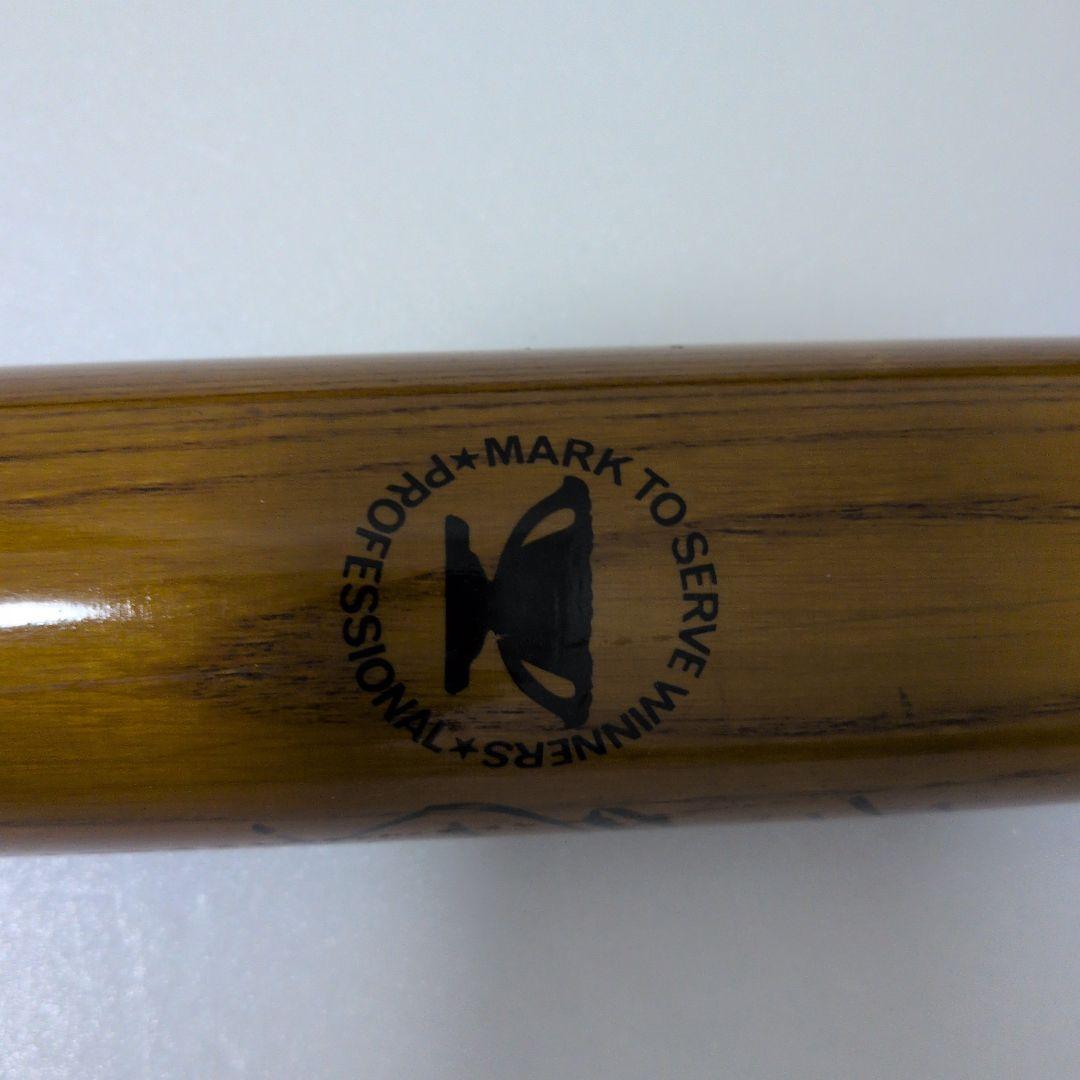 ★MARK TO SERVE WINNERS
★PROFESSIONAL